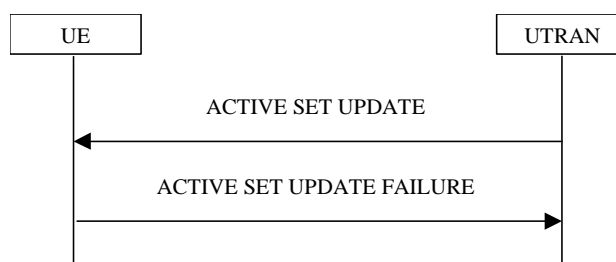 UE
UTRAN
ACTIVE SET UPDATE
ACTIVE SET UPDATE FAILURE